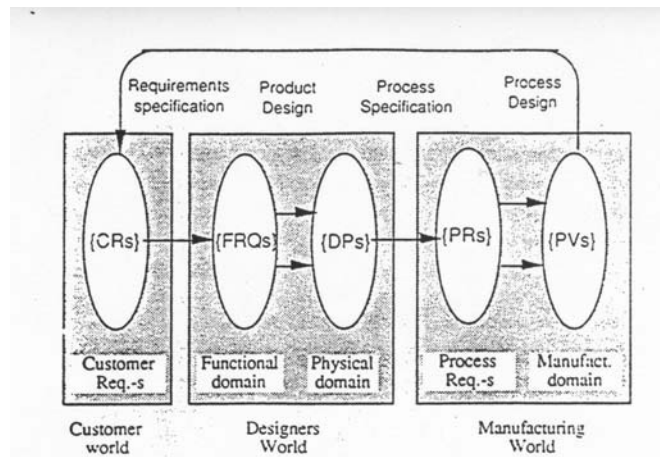 Requirements
specification
Product
Design
Process
Specification
Process
Design
{CRs}
{FRQs}
{DPs}
{PRs}
{PVs}
Customer
Req.-s
Functional
domain
Physical
domain
Process
Req.-s
Manufact.
domain
Customer
world
Designers
World
Manufacturing
World